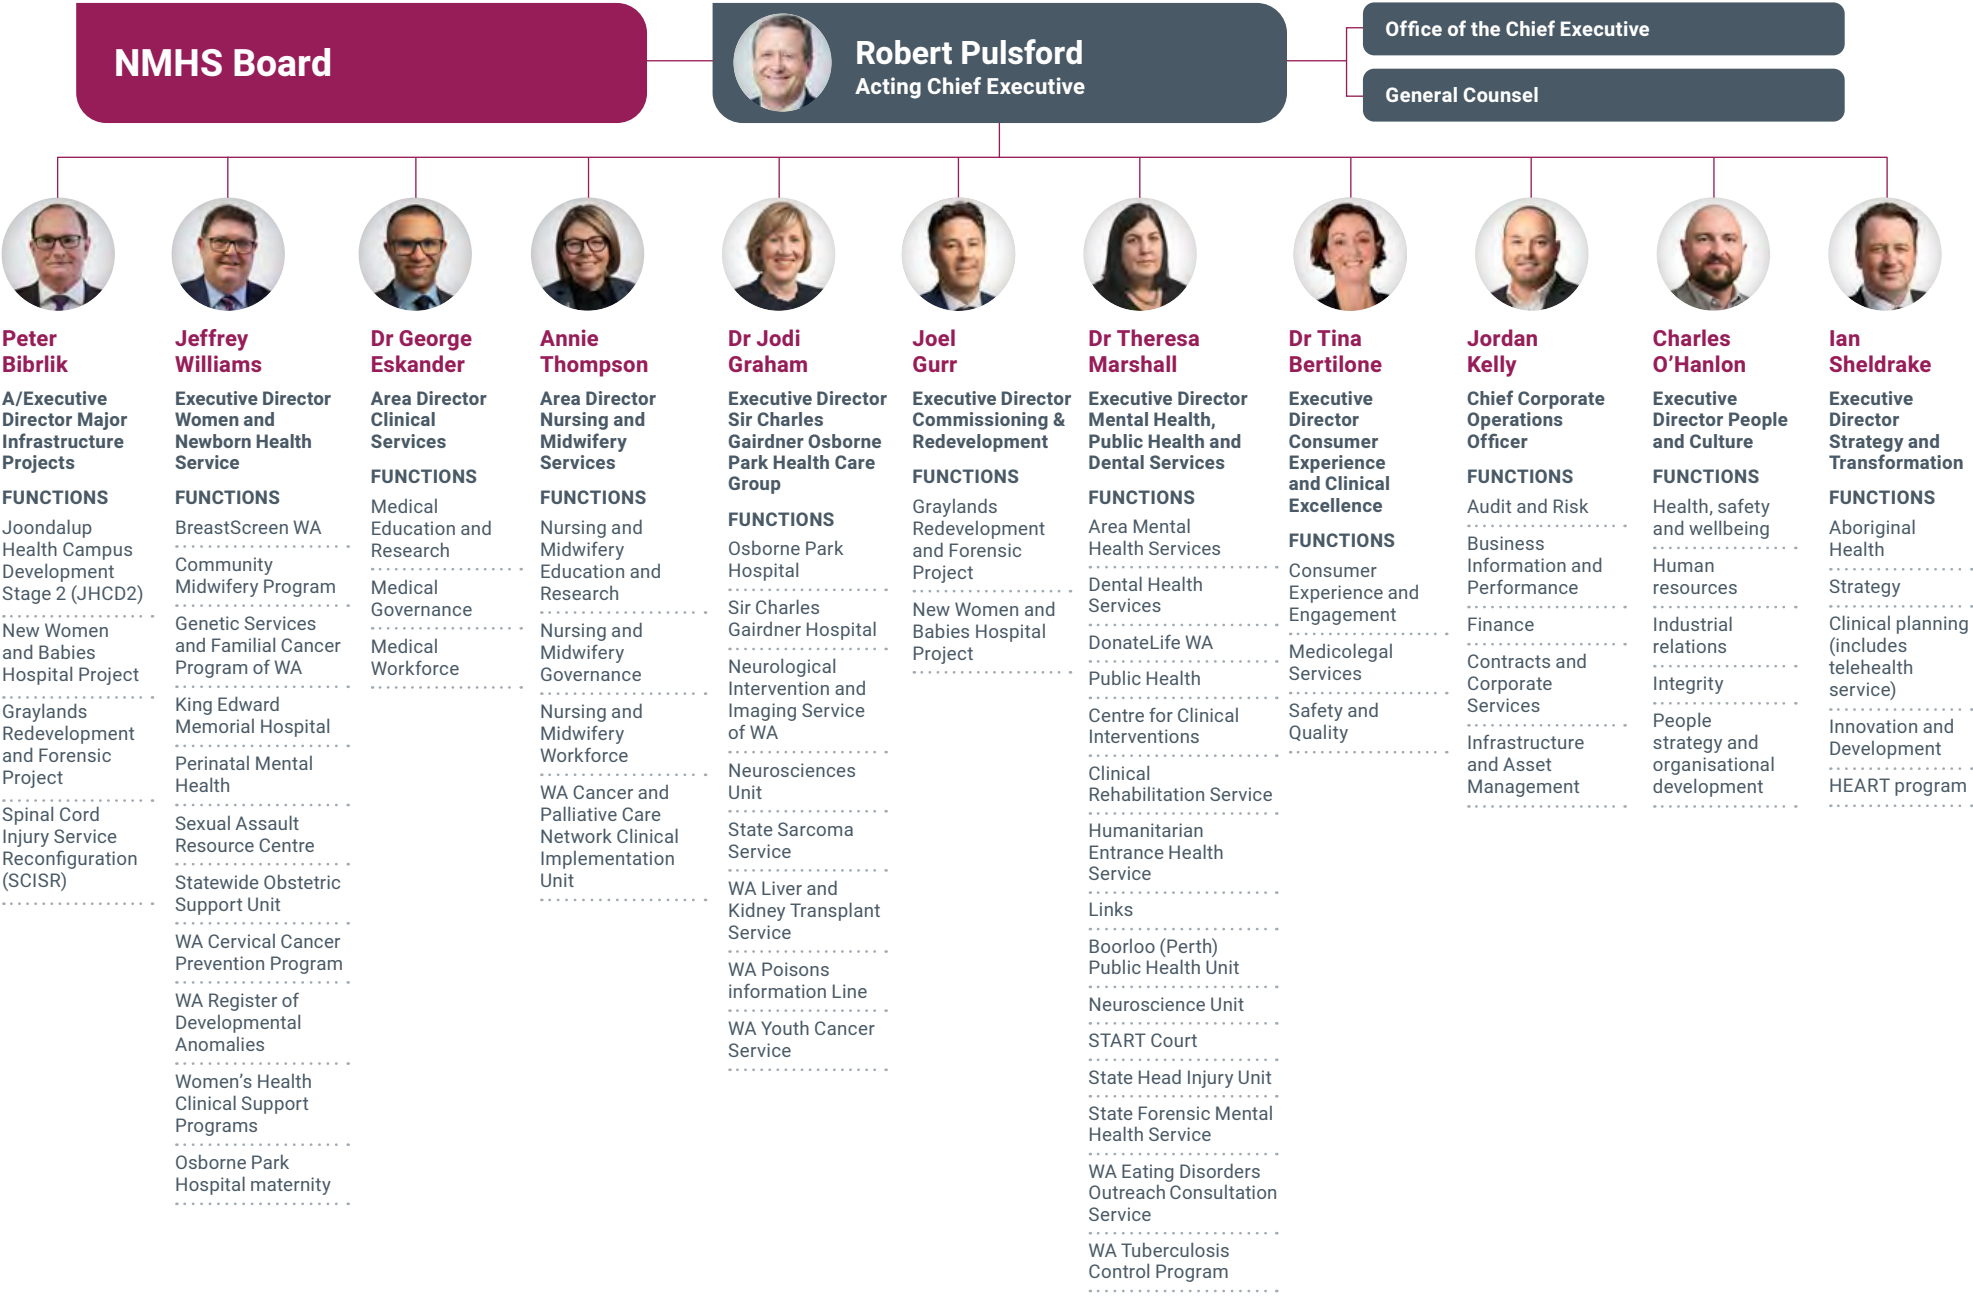 NMHS Board
Robert Pulsford
Acting Chief Executive
Office of the Chief Executive
General Counsel
Peter
Bibrlik
A/Executive
Director Major
Infrastructure
Projects
FUNCTIONS
Joondalup
Health Campus
Development
Stage 2 (JHCD2)
New Women
and Babies
Hospital Project
Graylands
Redevelopment
and Forensic
Project
Spinal Cord
Injury Service
Reconfiguration
(SCISR)
Jeffrey
Williams
Executive Director
Women and
Newborn Health
Service
FUNCTIONS
BreastScreen WA
Community
Midwifery Program
Genetic Services
and Familial Cancer
Program of WA
King Edward
Memorial Hospital
Perinatal Mental
Health
Sexual Assault
Resource Centre
Statewide Obstetric
Support Unit
WA Cervical Cancer
Prevention Program
WA Register of
Developmental
Anomalies
Women’s Health
Clinical Support
Programs
Osborne Park
Hospital maternity
Dr George
Eskander
Area Director
Clinical
Services
FUNCTIONS
Medical
Education and
Research
Medical
Governance
Medical
Workforce
Annie
Thompson
Area Director
Nursing and
Midwifery
Services
FUNCTIONS
Nursing and
Midwifery
Education and
Research
Nursing and
Midwifery
Governance
Nursing and
Midwifery
Workforce
WA Cancer and
Palliative Care
Network Clinical
Implementation
Unit
Dr Jodi
Graham
Executive Director
Sir Charles
Gairdner Osborne
Park Health Care
Group
FUNCTIONS
Osborne Park
Hospital
Sir Charles
Gairdner Hospital
Neurological
Intervention and
Imaging Service
of WA
Neurosciences
Unit
State Sarcoma
Service
WA Liver and
Kidney Transplant
Service
WA Poisons
information Line
WA Youth Cancer
Service
Joel
Gurr
Executive Director
Commissioning &
Redevelopment
FUNCTIONS
Graylands
Redevelopment
and Forensic
Project
New Women and
Babies Hospital
Project
Dr Theresa
Marshall
Executive Director
Mental Health,
Public Health and
Dental Services
FUNCTIONS
Area Mental
Health Services
Dental Health
Services
DonateLife WA
Public Health
Centre for Clinical
Interventions
Clinical
Rehabilitation Service
Humanitarian
Entrance Health
Service
Links
Boorloo (Perth)
Public Health Unit
Neuroscience Unit
START Court
State Head Injury Unit
State Forensic Mental
Health Service
WA Eating Disorders
Outreach Consultation
Service
WA Tuberculosis
Control Program
Dr Tina
Bertilone
Executive
Director
Consumer
Experience
and Clinical
Excellence
FUNCTIONS
Consumer
Experience and
Engagement
Medicolegal
Services
Safety and
Quality
Jordan
Kelly
Chief Corporate
Operations
Officer
FUNCTIONS
Audit and Risk
Business
Information and
Performance
Finance
Contracts and
Corporate
Services
Infrastructure
and Asset
Management
Charles
O’Hanlon
Executive
Director People
and Culture
FUNCTIONS
Health, safety
and wellbeing
Human
resources
Industrial
relations
Integrity
People
strategy and
organisational
development
Ian
Sheldrake
Executive
Director
Strategy and
Transformation
FUNCTIONS
Aboriginal
Health
Strategy
Clinical planning
(includes
telehealth
service)
Innovation and
Development
HEART program